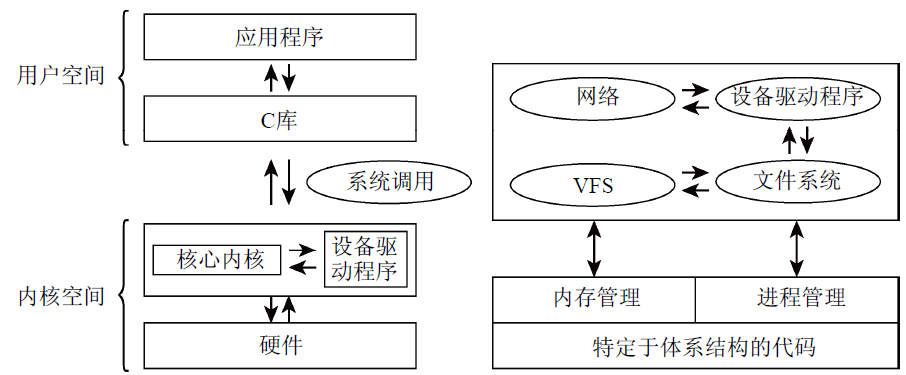 用户空间
应用程序
C库
系统调用
内核空间
核心内核
设备驱
动程序
硬件
网络
设备驱动程序
VFS
文件系统
内存管理
进程管理
特定于体系结构的代码